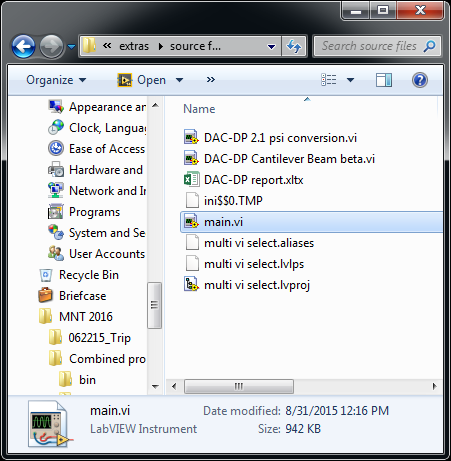 « extras ▸ source f...
Search source files
Organize Open »
Name
Appearance an
Clock, Languag
Ease of Access
Hardware and
Network and In
Programs
System and Se
User Accounts
Recycle Bin
Briefcase
MNT 2016
062215_Trip
Combined pro
bin
DAC-DP 2.1 psi conversion.vi
DAC-DP Cantilever Beam beta.vi
DAC-DP report.xltx
ini$$0.TMP
main.vi
multi vi select.aliases
multi vi select.lvlps
multi vi select.lvproj
main.vi Date modified: 8/31/2015 12:16 PM
LabVIEW Instrument Size: 942 KB